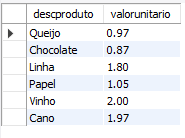 descproduto valorunitario
Queijo 0.97
Chocolate 0.87
Linha 1.80
Papel 1.05
Vinho 2.00
Cano 1.97